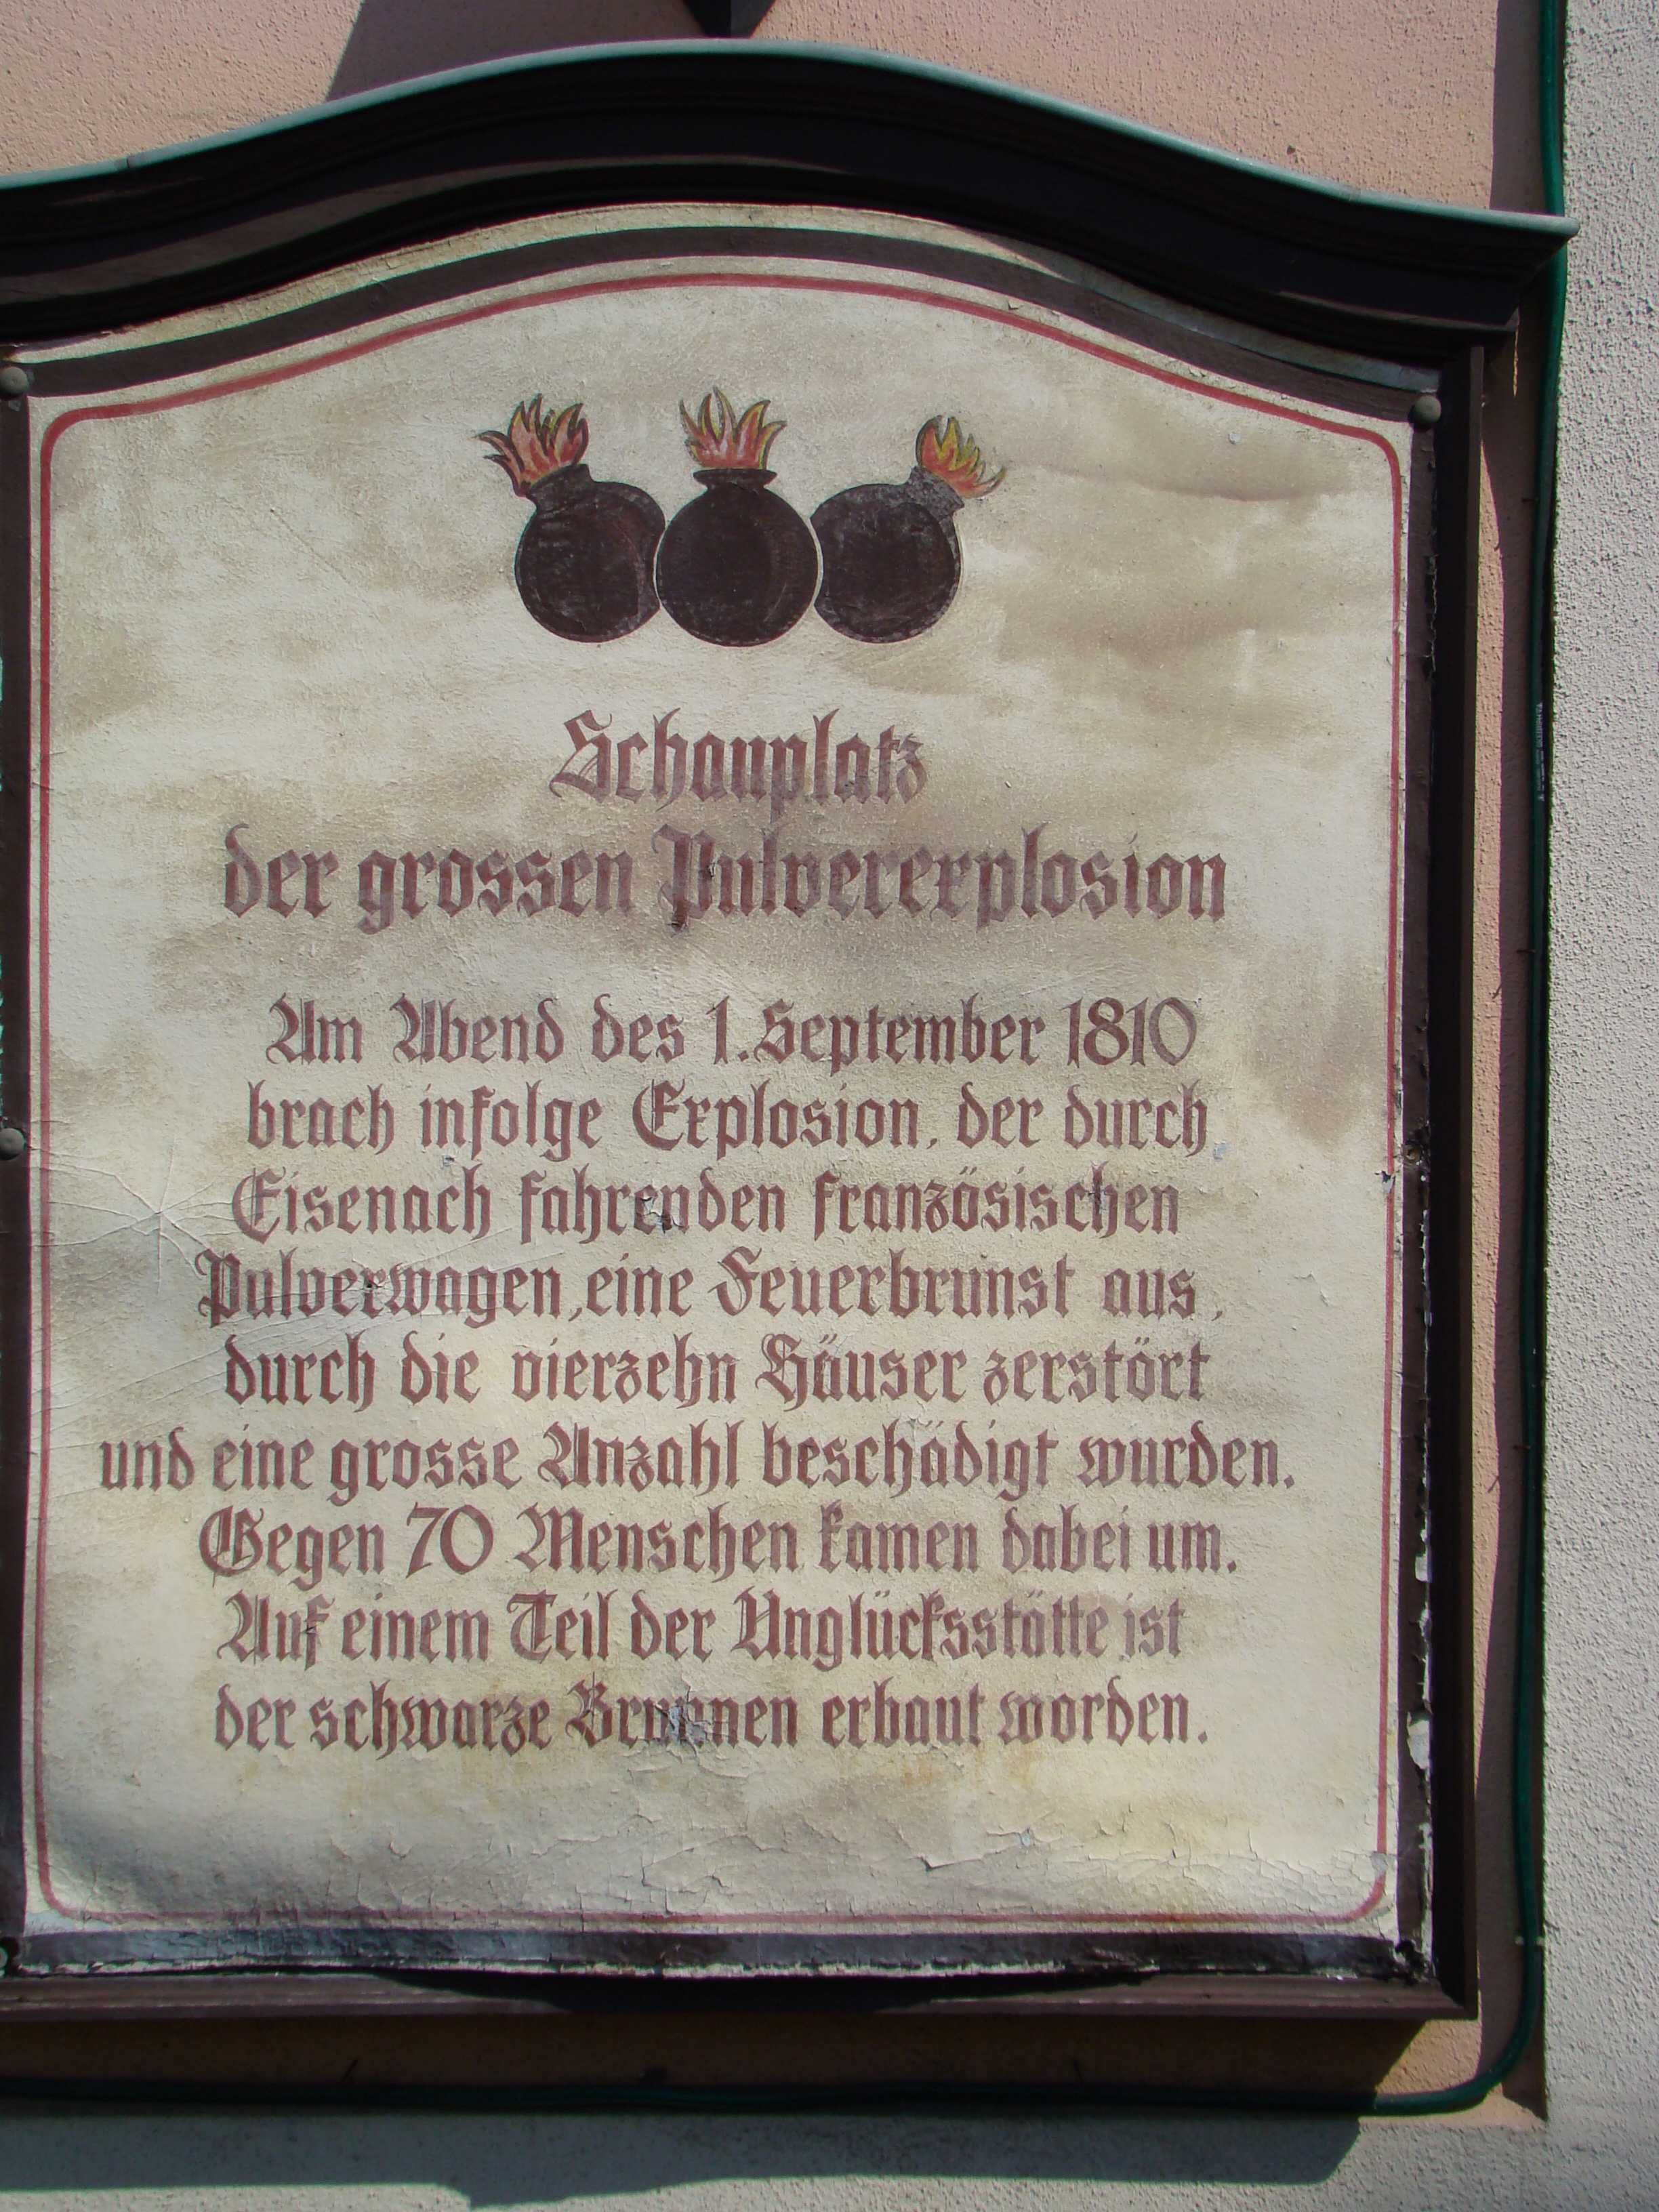 Schauplatz
der grossen Pulverexplosion
Am Abend des 1. September 1810
brach infolge Explosion, der durch
Eisenach fahrenden französischen
Pulverwagen, eine Feuerbrunst aus,
durch die vierzehn Häuser zerstört
und eine grosse Anzahl beschädigt wurden.
Gegen 70 Menschen kamen dabei um.
Auf einem Teil der Unglücksstätte ist
der schwarze Brunnen erbaut worden.